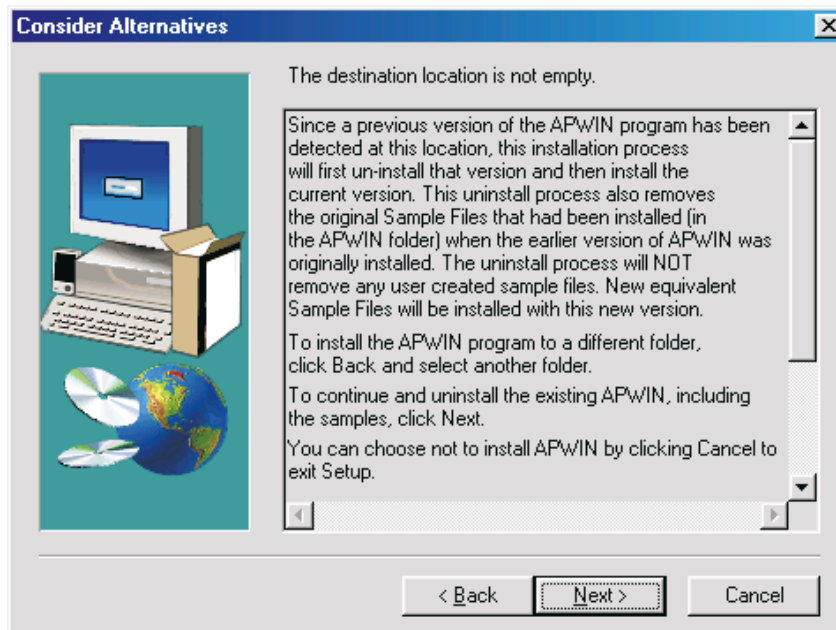 Consider Alternatives
The destination location is not empty.
Since a previous version of the APWIN program has been
detected at this location, this installation process
will first un-install that version and then install the
current version. This uninstall process also removes
the original Sample Files that had been installed (in
the APWIN folder) when the earlier version of APWIN was
originally installed. The uninstall process will NOT
remove any user created sample files. New equivalent
Sample Files will be installed with this new version.
To install the APWIN program to a different folder,
click Back and select another folder.
To continue and uninstall the existing APWIN, including
the samples, click Next.
You can choose not to install APWIN by clicking Cancel to
exit Setup.
< Back
Next >
Cancel